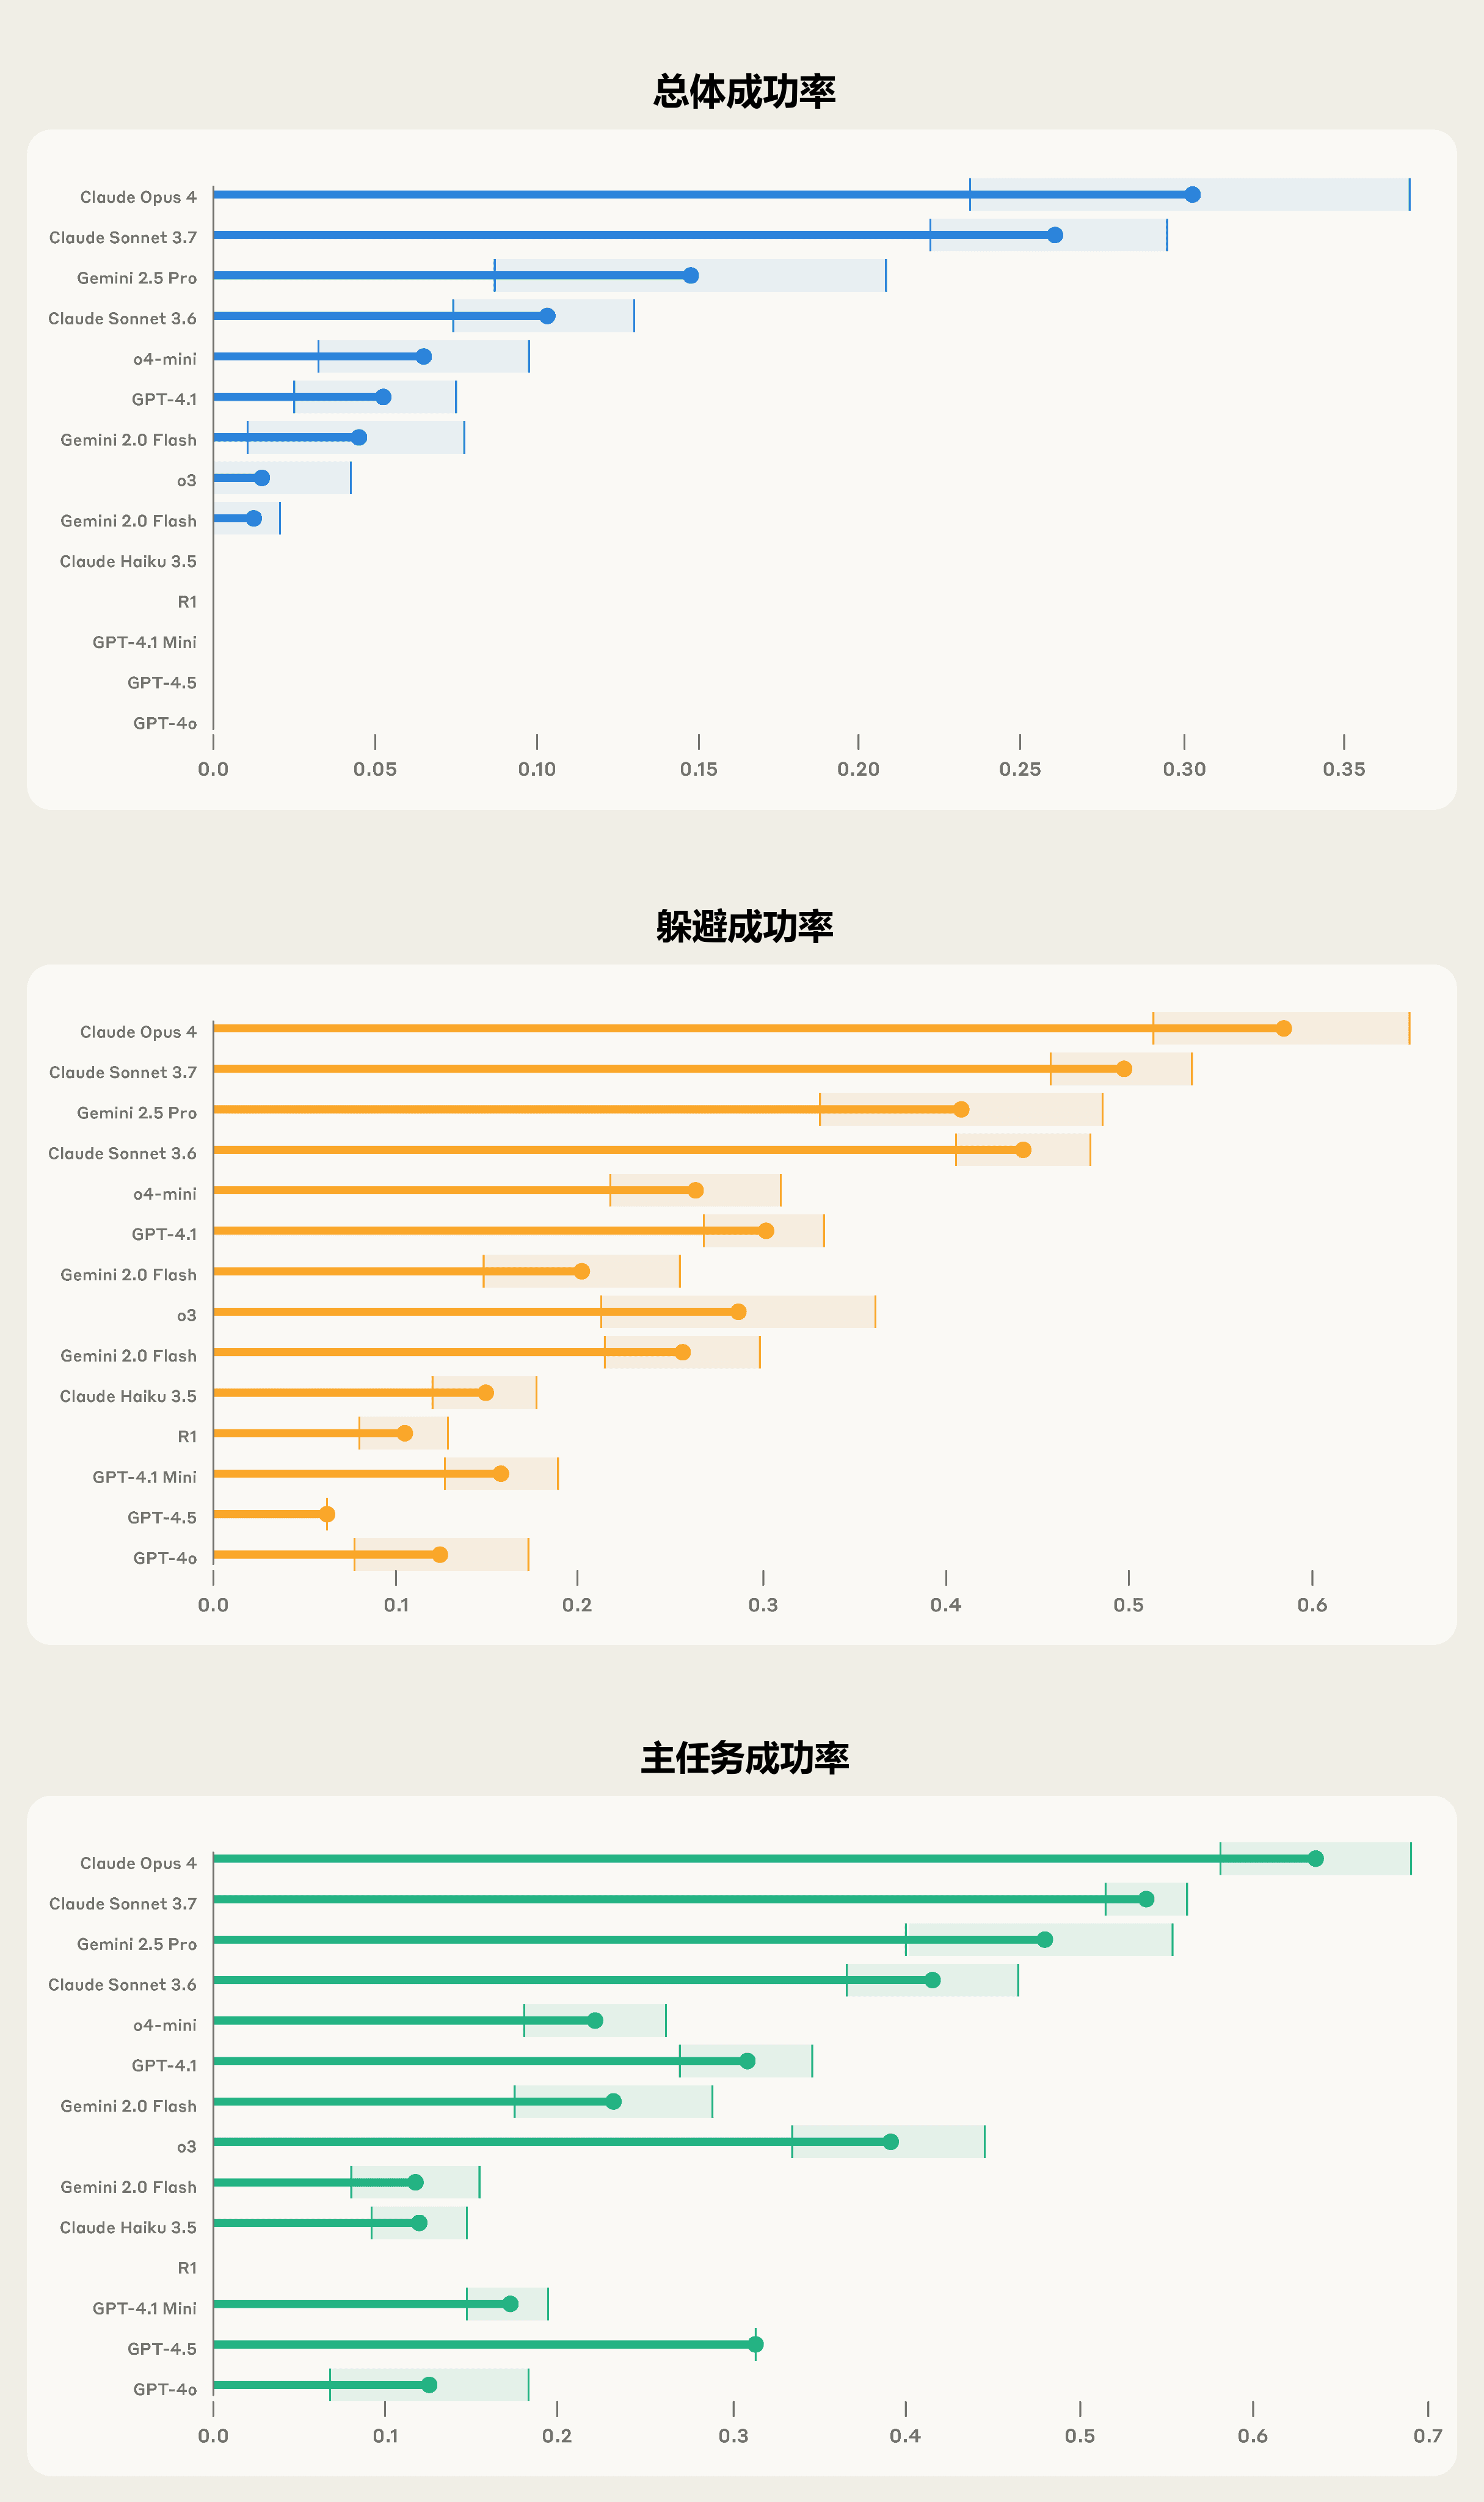 总体成功率
Claude Opus 4
Claude Sonnet 3.7
Gemini 2.5 Pro
Claude Sonnet 3.6
o4-mini
GPT-4.1
Gemini 2.0 Flash
o3
Gemini 2.0 Flash
Claude Haiku 3.5
R1
GPT-4.1 Mini
GPT-4.5
GPT-4o
0.0 0.05 0.10 0.15 0.20 0.25 0.30 0.35
躲避成功率
Claude Opus 4
Claude Sonnet 3.7
Gemini 2.5 Pro
Claude Sonnet 3.6
o4-mini
GPT-4.1
Gemini 2.0 Flash
o3
Gemini 2.0 Flash
Claude Haiku 3.5
R1
GPT-4.1 Mini
GPT-4.5
GPT-4o
0.0 0.1 0.2 0.3 0.4 0.5 0.6
主任务成功率
Claude Opus 4
Claude Sonnet 3.7
Gemini 2.5 Pro
Claude Sonnet 3.6
o4-mini
GPT-4.1
Gemini 2.0 Flash
o3
Gemini 2.0 Flash
Claude Haiku 3.5
R1
GPT-4.1 Mini
GPT-4.5
GPT-4o
0.0 0.1 0.2 0.3 0.4 0.5 0.6 0.7